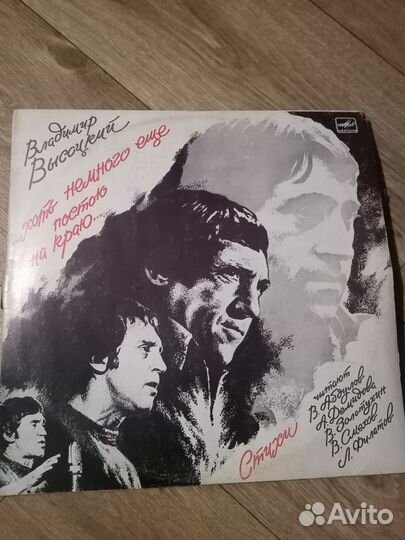 Владимир
Высоцкий
...хоть немного еще
постою
на краю...
Стихи
читают
В. Абдулов
А. Демидова
В. Золотухин
В. Смехов
Л. Филатов
Avito